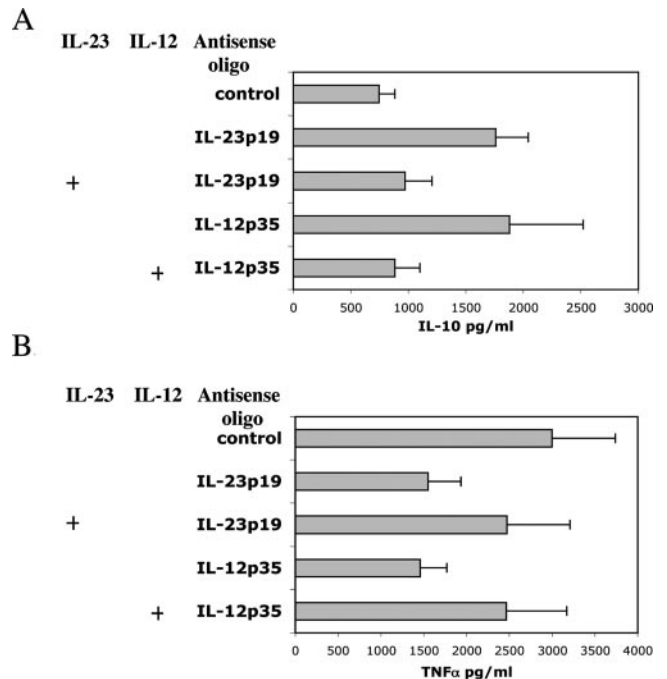 A
IL-23 IL-12 Antisense
oligo
control
IL-23p19
+ IL-23p19
IL-12p35
+ IL-12p35
0 500 1000 1500 2000 2500 3000
IL-10 pg/ml
B
IL-23 IL-12 Antisense
oligo
control
IL-23p19
+ IL-23p19
IL-12p35
+ IL-12p35
0 500 1000 1500 2000 2500 3000 3500 4000
TNFα pg/ml